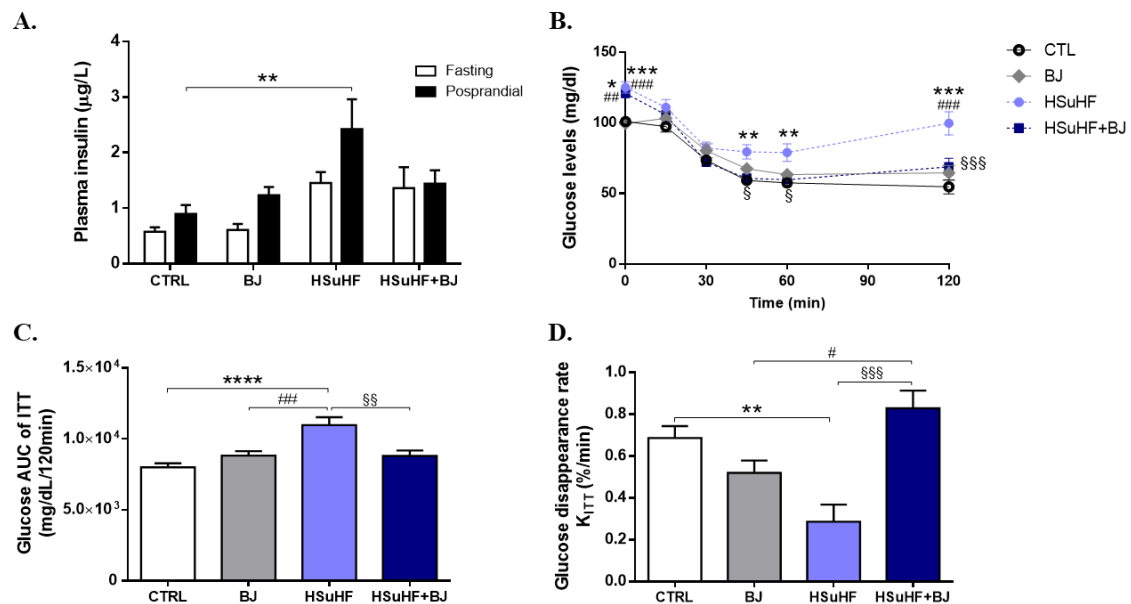 A.
4
3
2
1
0
Plasma insulin (µg/L)
**
Fasting
Posprandial
CTRL
BJ
HSuHF
HSuHF+BJ
B.
150
100
50
0
Glucose levels (mg/dl)
*
##
***
###
**
**
***
###
§
§
§§§
0
30
60
90
120
Time (min)
CTL
BJ
HSuHF
HSuHF+BJ
C.
1.5×10⁴
1.0×10⁴
5.0×10³
0
Glucose AUC of ITT
(mg/dL/120min)
****
###
§§
CTRL
BJ
HSuHF
HSuHF+BJ
D.
1.0
0.8
0.6
0.4
0.2
0.0
Glucose disappearance rate
KITT (%/min)
#
§§§
**
CTRL
BJ
HSuHF
HSuHF+BJ